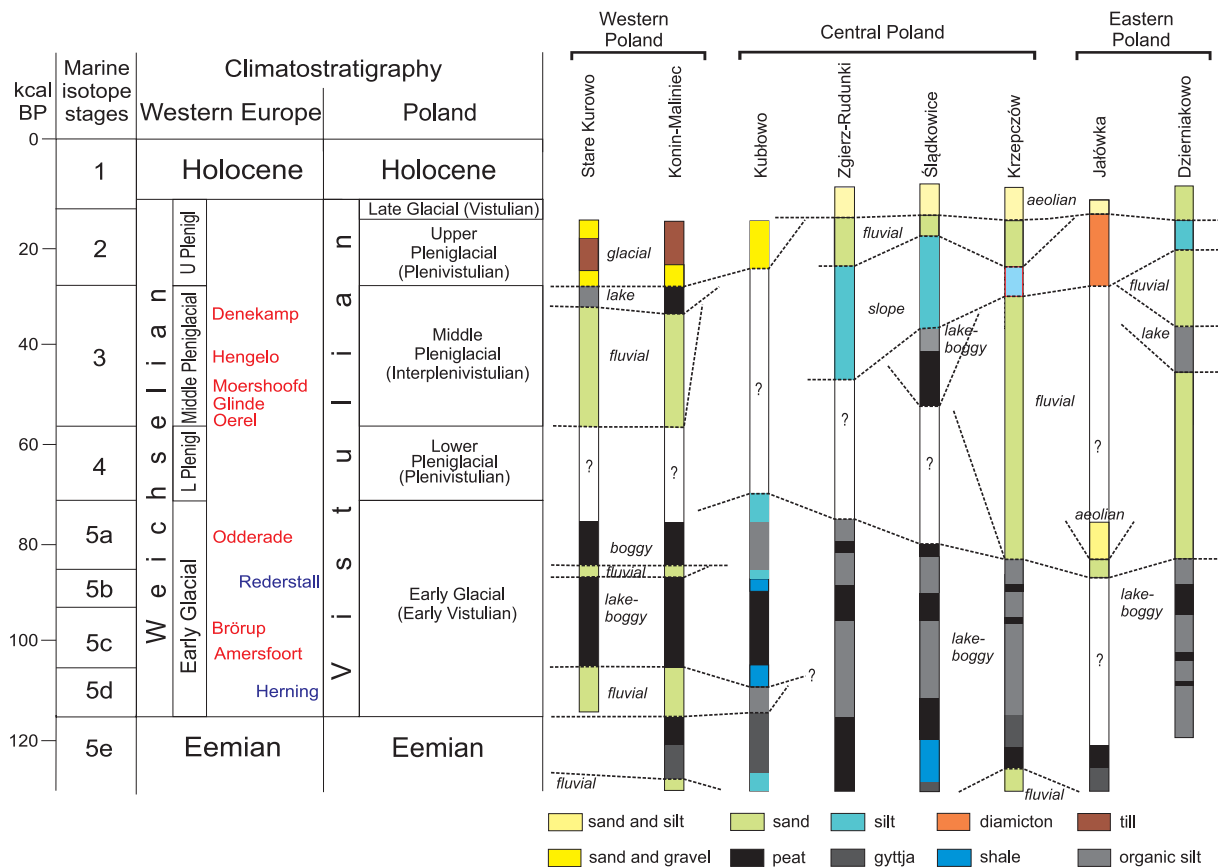 Western
Poland
Central Poland
Eastern
Poland
kcal
BP
Marine
isotope
stages
Climatostratigraphy
Western Europe
Poland
Stare Kurowo
Konin-Maliniec
Kubłowo
Zgierz-Rudunki
Ślądkowice
Krzepczów
Jałówka
Dzierniakowo
0
20
40
60
80
100
120
1
2
3
4
5a
5b
5c
5d
5e
Holocene
Weichselian
U Plenigl
Middle Pleniglacial
L Plenigl
Early Glacial
Denekamp
Hengelo
Moershoofd
Glinde
Oerel
Odderade
Rederstall
Brörup
Amersfoort
Herning
Eemian
Holocene
Vistulian
Late Glacial (Vistulian)
Upper
Pleniglacial
(Plenivistulian)
Middle
Pleniglacial
(Interplenivistulian)
Lower
Pleniglacial
(Plenivistulian)
Early Glacial
(Early Vistulian)
Eemian
glacial
lake
fluvial
?
?
boggy
fluvial
lake-
boggy
fluvial
fluvial
?
?
fluvial
slope
?
lake-
boggy
?
lake-
boggy
aeolian
fluvial
fluvial
?
aeolian
?
fluvial
lake
lake-
boggy
sand and silt
sand
silt
diamicton
till
sand and gravel
peat
gyttja
shale
organic silt